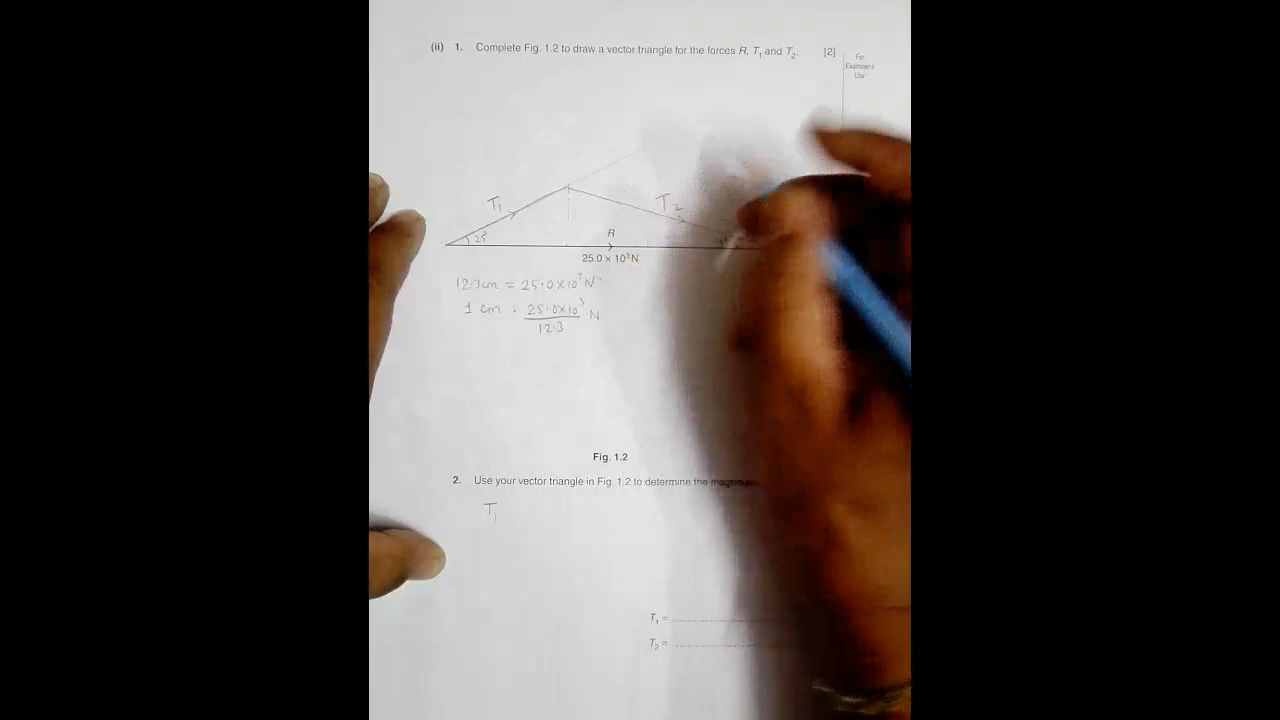 (ii) 1. Complete Fig. 1.2 to draw a vector triangle for the forces R, T₁ and T₂. [2]
For
Examiner's
Use
T₁
T₂
R
25.0 × 10³ N
12.3cm = 25.0×10³ N
1 cm = 25.0×10³ N
12.3
Fig. 1.2
2. Use your vector triangle in Fig. 1.2 to determine the
T₁
T₁ =
T₂ =